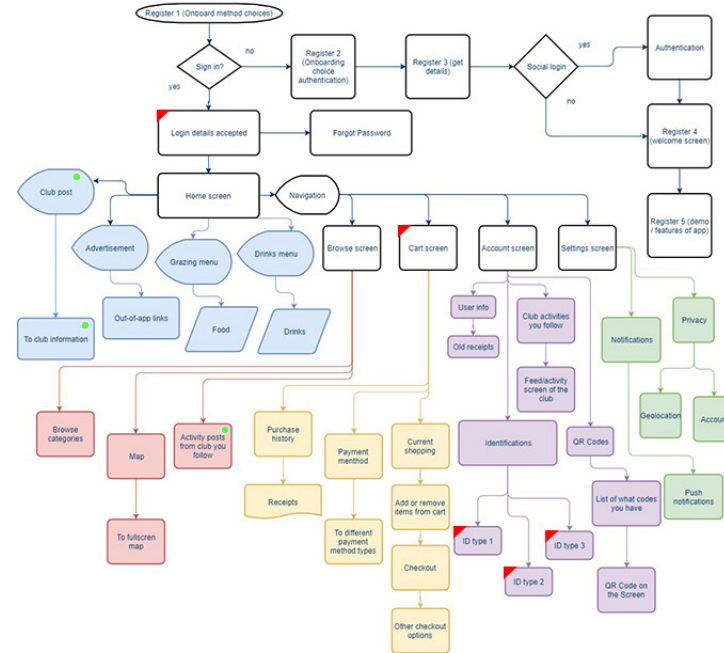 Register 1 (Onboard method choices)
Sign in?
no
yes
Register 2
(Onboarding
choice
authentication)
Register 3 (get
details)
Social login
yes
no
Authentication
Login details accepted
Forgot Password
Register 4
(welcome screen)
Club post
Home screen
Navigation
Register 5 (demo
/ features of app)
Advertisement
Grazing menu
Drinks menu
Browse screen
Cart screen
Account screen
Settings screen
To club information
Out-of-app links
Food
Drinks
User info
Old receipts
Club activities
you follow
Feed/activity
screen of the
club
Notifications
Privacy
Geolocation
Accoun
Browse
categories
Map
Activity posts
from club you
follow
Purchase
history
Payment
menthod
Current
shopping
Identifications
QR Codes
To fullscren
map
Receipts
To different
payment
method types
Add or remove
items from cart
Checkout
Other checkout
options
ID type 1
ID type 2
ID type 3
List of what codes
you have
Push
notifications
QR Code on
the Screen